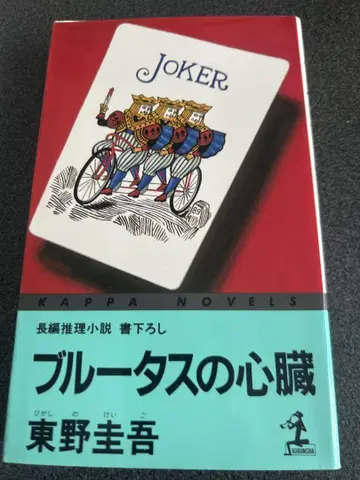 JOKER
KAPPA NOVELS
長編推理小説 書下ろし
ブルータスの心臓
ひがし の けい ご
東野圭吾
KOBUNSHA